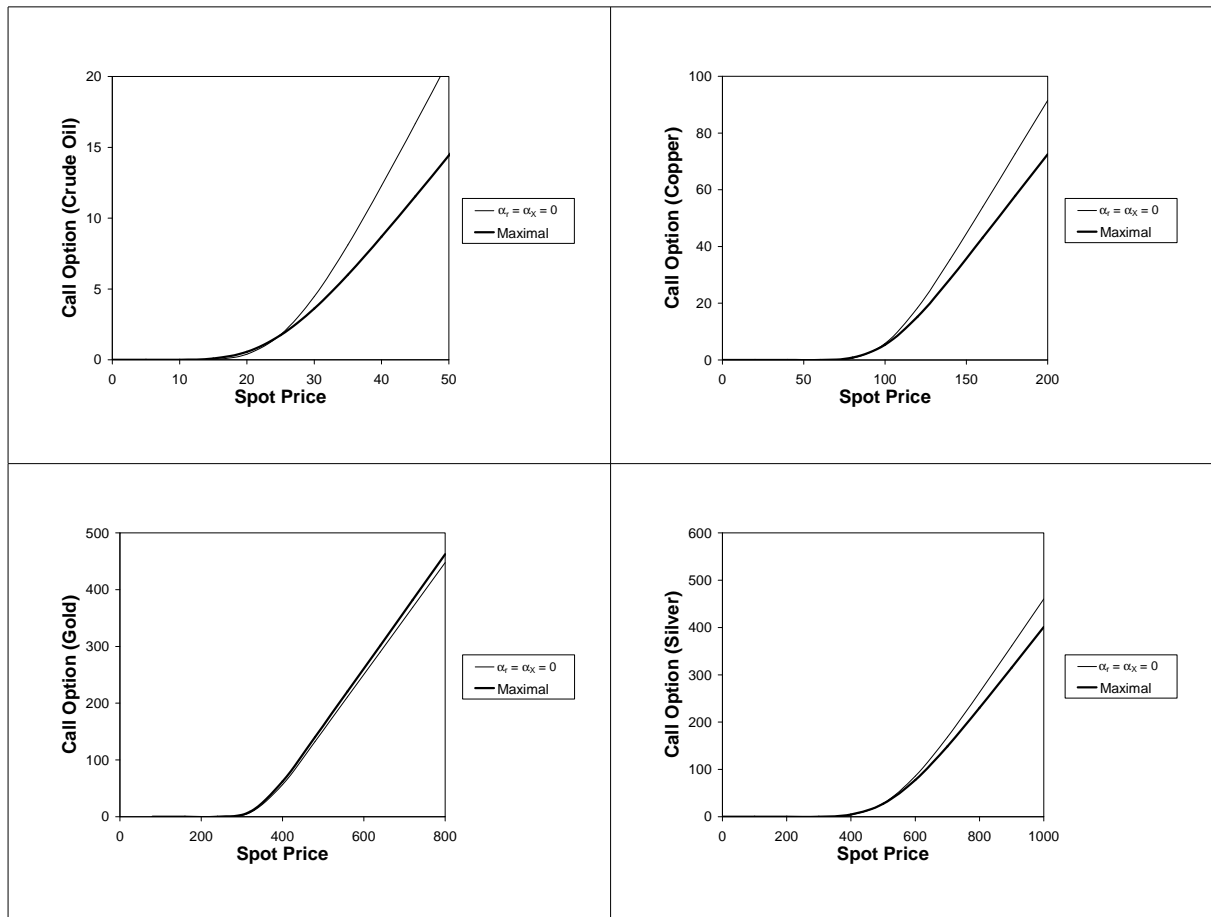 Call Option (Crude Oil)
20
15
10
5
0
0 10 20 30 40 50
Spot Price
αr = αX = 0
Maximal
Call Option (Copper)
100
80
60
40
20
0
0 50 100 150 200
Spot Price
αr = αX = 0
Maximal
Call Option (Gold)
500
400
300
200
100
0
0 200 400 600 800
Spot Price
αr = αX = 0
Maximal
Call Option (Silver)
600
500
400
300
200
100
0
0 200 400 600 800 1000
Spot Price
αr = αX = 0
Maximal